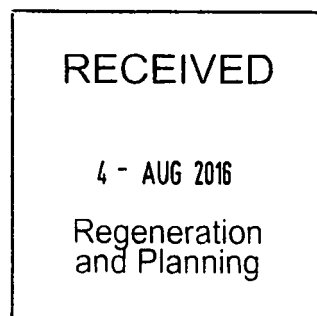 RECEIVED
4 - AUG 2016
Regeneration
and Planning